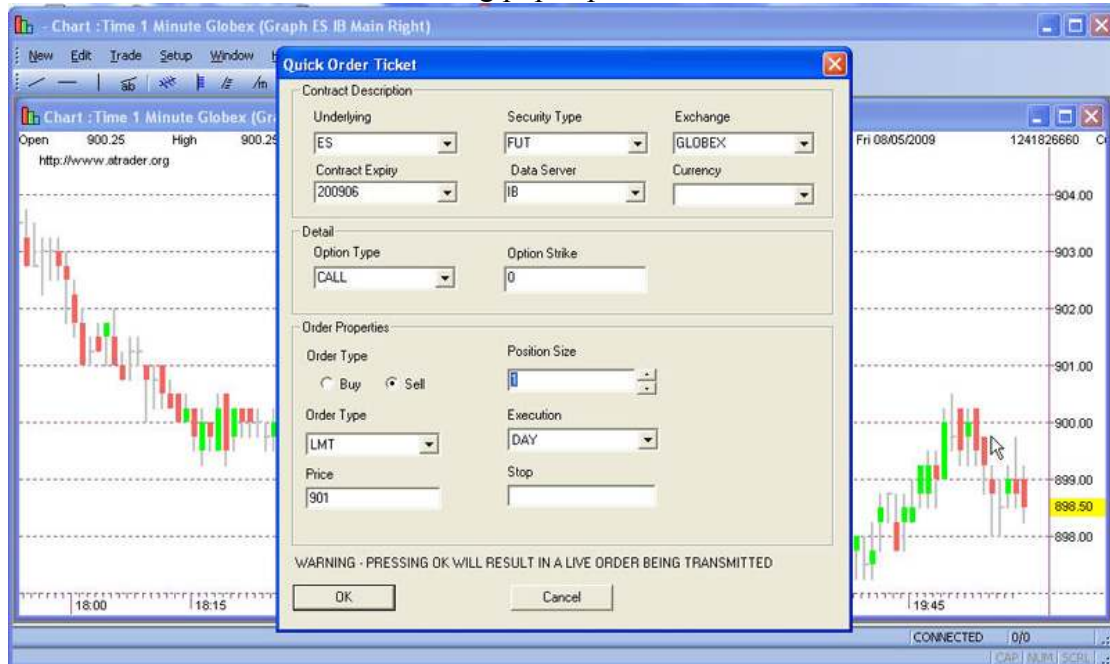 - Chart :Time 1 Minute Globex (Graph ES IB Main Right)
New Edit Trade Setup Window
Quick Order Ticket
Chart :Time 1 Minute Globex
Open 900.25 High 900.25
Fri 08/05/2009 1241826660
http://www.atrader.org
Contract Description
Underlying Security Type Exchange
ES FUT GLOBEX
Contract Expiry Data Server Currency
200906 IB
Detail
Option Type Option Strike
CALL 0
Order Properties
Order Type Position Size
Buy Sell 1
Order Type Execution
LMT DAY
Price Stop
901
WARNING - PRESSING OK WILL RESULT IN A LIVE ORDER BEING TRANSMITTED
OK Cancel
904.00
903.00
902.00
901.00
900.00
899.00
898.50
898.00
18:00 18:15 19:45
CONNECTED 0/0
CAP NUM SCRL